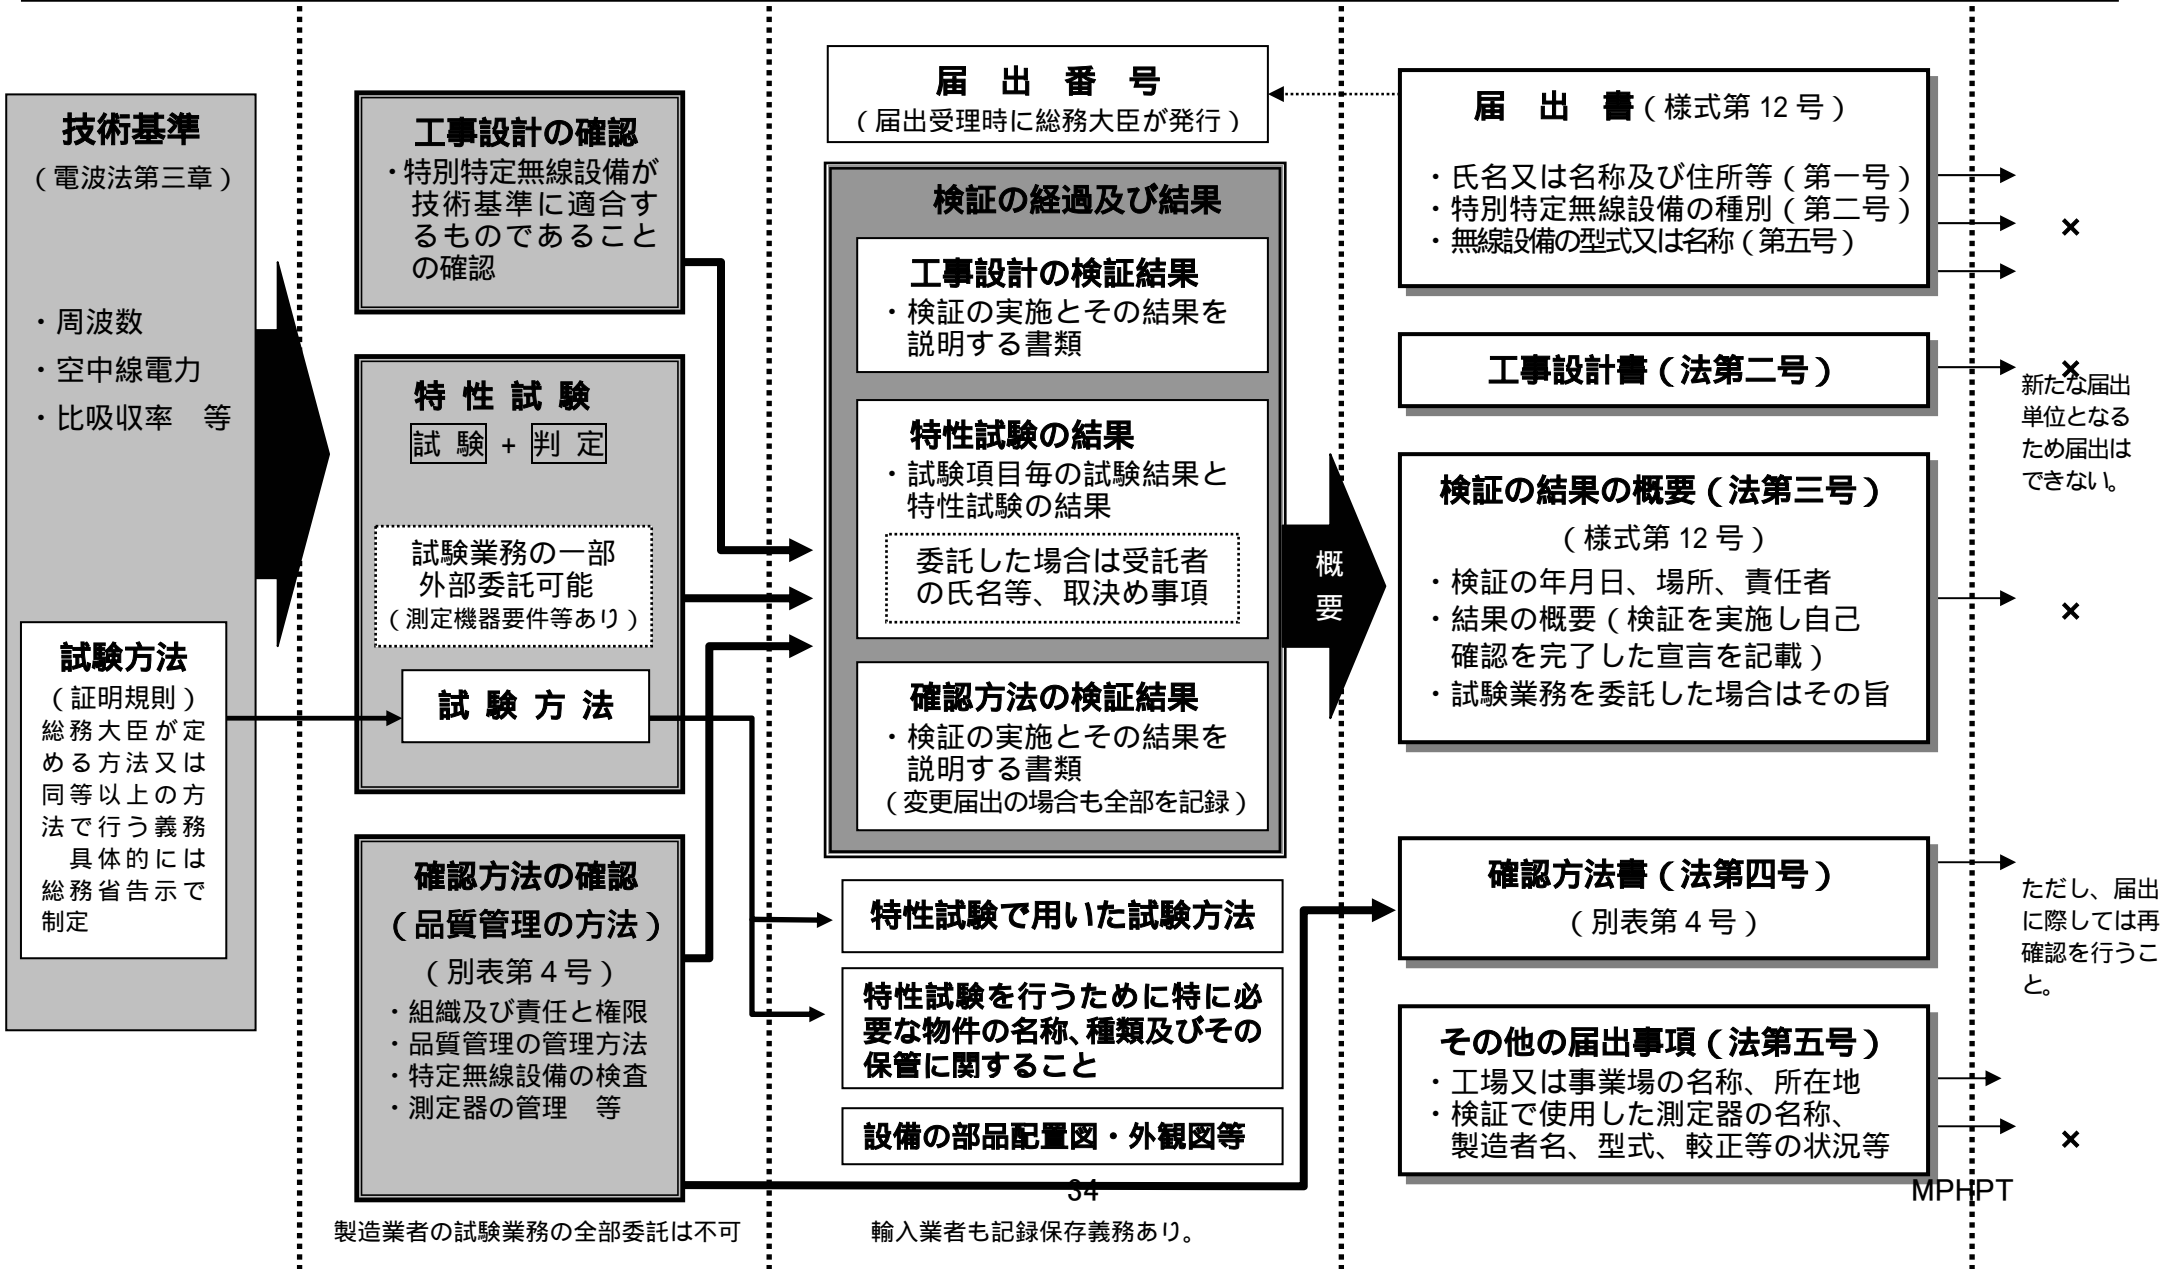 技術基準
（電波法第三章）
・周波数
・空中線電力
・比吸収率　等
試験方法
（証明規則）
総務大臣が定
める方法又は
同等以上の方
法で行う義務
具体的には
総務省告示で
制定
工事設計の確認
・特別特定無線設備が
技術基準に適合す
るものであること
の確認
特 性 試 験
試 験 + 判 定
試験業務の一部
外部委託可能
（測定機器要件等あり）
試 験 方 法
確認方法の確認
（品質管理の方法）
（別表第４号）
・組織及び責任と権限
・品質管理の管理方法
・特定無線設備の検査
・測定器の管理　等
製造業者の試験業務の全部委託は不可
届　出　番　号
（届出受理時に総務大臣が発行）
検証の経過及び結果
工事設計の検証結果
・検証の実施とその結果を
説明する書類
特性試験の結果
・試験項目毎の試験結果と
特性試験の結果
委託した場合は受託者
の氏名等、取決め事項
確認方法の検証結果
・検証の実施とその結果を
説明する書類
（変更届出の場合も全部を記録）
特性試験で用いた試験方法
特性試験を行うために特に必
要な物件の名称、種類及びその
保管に関すること
設備の部品配置図・外観図等
34
輸入業者も記録保存義務あり。
概
要
届　出　書（様式第 12 号）
・氏名又は名称及び住所等（第一号）
・特別特定無線設備の種別（第二号）
・無線設備の型式又は名称（第五号）
工事設計書（法第二号）
検証の結果の概要（法第三号）
（様式第 12 号）
・検証の年月日、場所、責任者
・結果の概要（検証を実施し自己
確認を完了した宣言を記載）
・試験業務を委託した場合はその旨
確認方法書（法第四号）
（別表第４号）
その他の届出事項（法第五号）
・工場又は事業場の名称、所在地
・検証で使用した測定器の名称、
製造者名、型式、較正等の状況等
MPHPT
×
×
新たな届出
単位となる
ため届出は
できない。
×
ただし、届出
に際しては再
確認を行うこ
と。
×